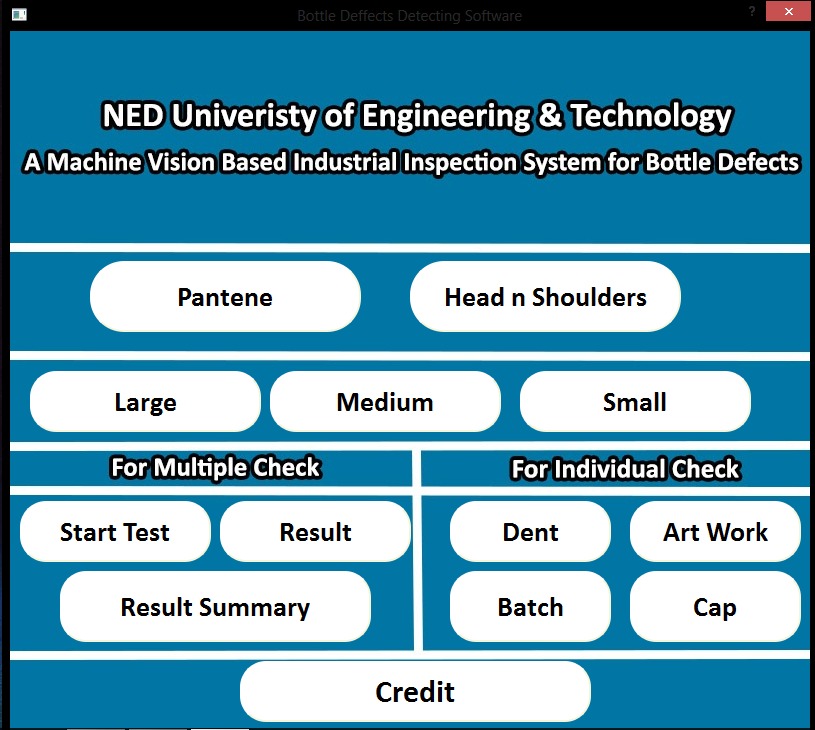 Bottle Deffects Detecting Software
?
NED Univeristy of Engineering & Technology
A Machine Vision Based Industrial Inspection System for Bottle Defects
Pantene Head n Shoulders
Large Medium Small
For Multiple Check For Individual Check
Start Test Result Dent Art Work
Result Summary Batch Cap
Credit